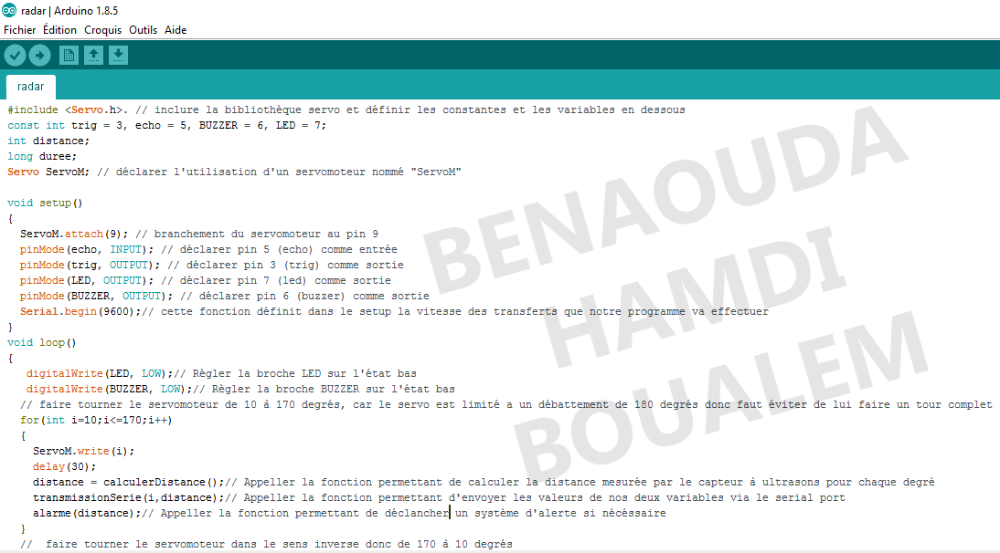 radar | Arduino 1.8.5
Fichier Édition Croquis Outils Aide
radar
#include <Servo.h>. // inclure la bibliothèque servo et définir les constantes et les variables en dessous
const int trig = 3, echo = 5, BUZZER = 6, LED = 7;
int distance;
long duree;
Servo ServoM; // déclarer l'utilisation d'un servomoteur nommé "ServoM"
void setup()
{
ServoM.attach(9); // branchement du servomoteur au pin 9
pinMode(echo, INPUT); // déclarer pin 5 (echo) comme entrée
pinMode(trig, OUTPUT); // déclarer pin 3 (trig) comme sortie
pinMode(LED, OUTPUT); // déclarer pin 7 (led) comme sortie
pinMode(BUZZER, OUTPUT); // déclarer pin 6 (buzzer) comme sortie
Serial.begin(9600);// cette fonction définit dans le setup la vitesse des transferts que notre programme va effectuer
}
void loop()
{
digitalWrite(LED, LOW);// Règler la broche LED sur l'état bas
digitalWrite(BUZZER, LOW);// Règler la broche BUZZER sur l'état bas
// faire tourner le servomoteur de 10 à 170 degrés, car le servo est limité a un débattement de 180 degrés donc faut éviter de lui faire un tour complet
for(int i=10;i<=170;i++)
{
ServoM.write(i);
delay(30);
distance = calculerDistance();// Appeller la fonction permettant de calculer la distance mesurée par le capteur à ultrasons pour chaque degré
transmissionSerie(i,distance);// Appeller la fonction permettant d'envoyer les valeurs de nos deux variables via le serial port
alarme(distance);// Appeller la fonction permettant de déclancher un système d'alerte si nécéssaire
}
// faire tourner le servomoteur dans le sens inverse donc de 170 à 10 degrés
BENAOUDA
HAMDI
BOUALEM